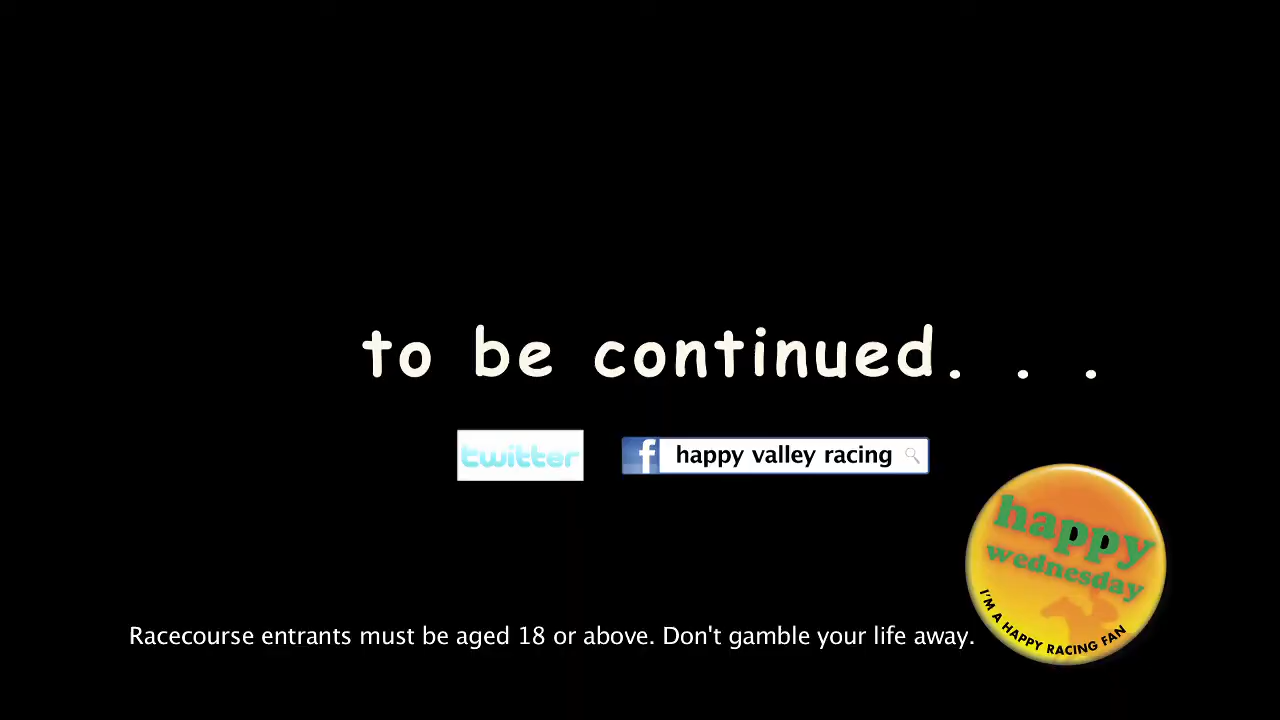 to be continued. . .
twitter
f happy valley racing
happy
wednesday
I'M A HAPPY RACING FAN
Racecourse entrants must be aged 18 or above. Don't gamble your life away.